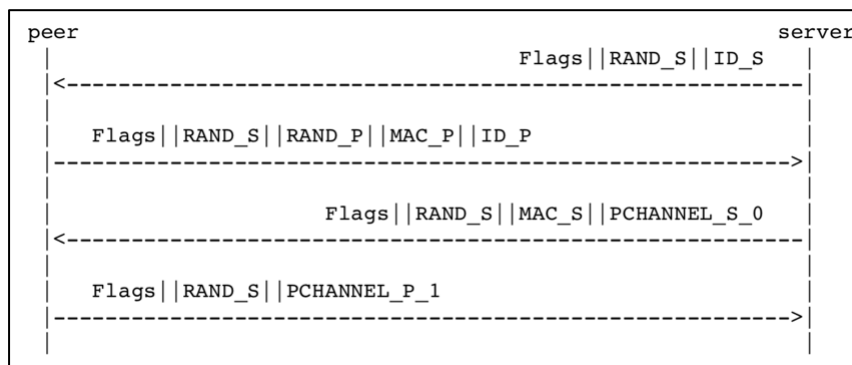 peer server
Flags||RAND_S||ID_S
Flags||RAND_S||RAND_P||MAC_P||ID_P
Flags||RAND_S||MAC_S||PCHANNEL_S_0
Flags||RAND_S||PCHANNEL_P_1